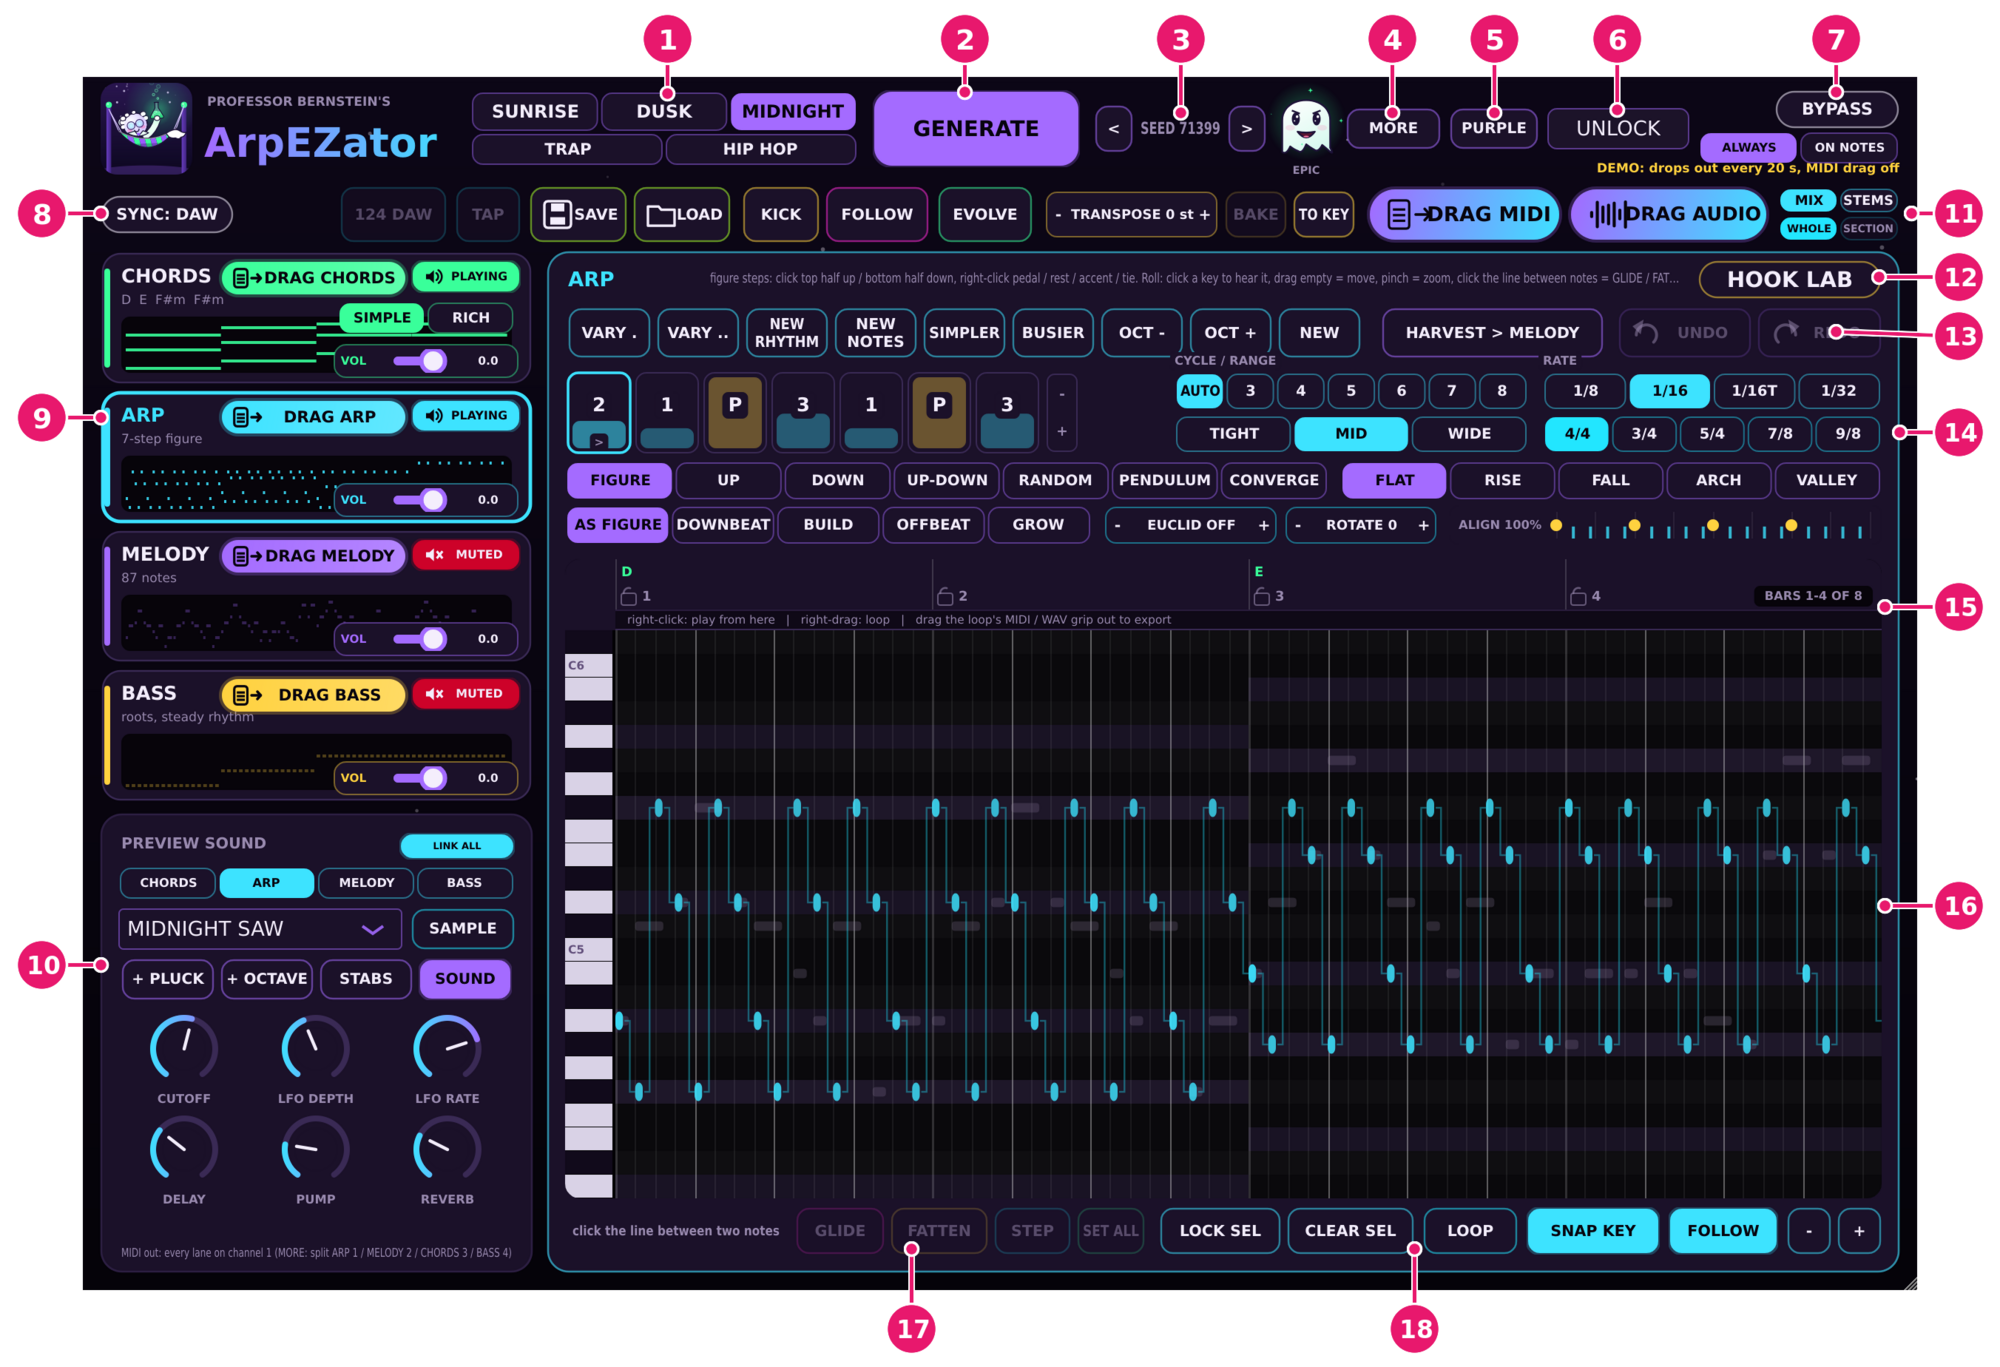 1 2 3 4 5 6 7
PROFESSOR BERNSTEIN'S
ArpEZator
SUNRISE DUSK MIDNIGHT
TRAP HIP HOP
GENERATE
< SEED 71399 >
EPIC
MORE PURPLE UNLOCK
BYPASS
ALWAYS ON NOTES
DEMO: drops out every 20 s, MIDI drag off
8
SYNC: DAW 124 DAW TAP SAVE LOAD KICK FOLLOW EVOLVE - TRANSPOSE 0 st + BAKE TO KEY DRAG MIDI DRAG AUDIO
MIX STEMS
WHOLE SECTION
11
CHORDS DRAG CHORDS PLAYING
D E F#m F#m
SIMPLE RICH
VOL 0.0
9
ARP DRAG ARP PLAYING
7-step figure
VOL 0.0
MELODY DRAG MELODY MUTED
87 notes
VOL 0.0
BASS DRAG BASS MUTED
roots, steady rhythm
VOL 0.0
PREVIEW SOUND LINK ALL
CHORDS ARP MELODY BASS
MIDNIGHT SAW SAMPLE
10
+ PLUCK + OCTAVE STABS SOUND
CUTOFF LFO DEPTH LFO RATE
DELAY PUMP REVERB
MIDI out: every lane on channel 1 (MORE: split ARP 1 / MELODY 2 / CHORDS 3 / BASS 4)
ARP figure steps: click top half up / bottom half down, right-click pedal / rest / accent / tie. Roll: click a key to hear it, drag empty = move, pinch = zoom, click the line between notes = GLIDE / FAT... HOOK LAB
12
VARY . VARY .. NEW RHYTHM NEW NOTES SIMPLER BUSIER OCT - OCT + NEW HARVEST > MELODY UNDO
13
CYCLE / RANGE RATE
2 1 P 3 1 P 3 - +
>
AUTO 3 4 5 6 7 8 1/8 1/16 1/16T 1/32
TIGHT MID WIDE 4/4 3/4 5/4 7/8 9/8
14
FIGURE UP DOWN UP-DOWN RANDOM PENDULUM CONVERGE FLAT RISE FALL ARCH VALLEY
AS FIGURE DOWNBEAT BUILD OFFBEAT GROW - EUCLID OFF + - ROTATE 0 + ALIGN 100%
D E
1 2 3 4 BARS 1-4 OF 8
15
right-click: play from here | right-drag: loop | drag the loop's MIDI / WAV grip out to export
C6
16
C5
click the line between two notes GLIDE FATTEN STEP SET ALL LOCK SEL CLEAR SEL LOOP SNAP KEY FOLLOW - +
17 18